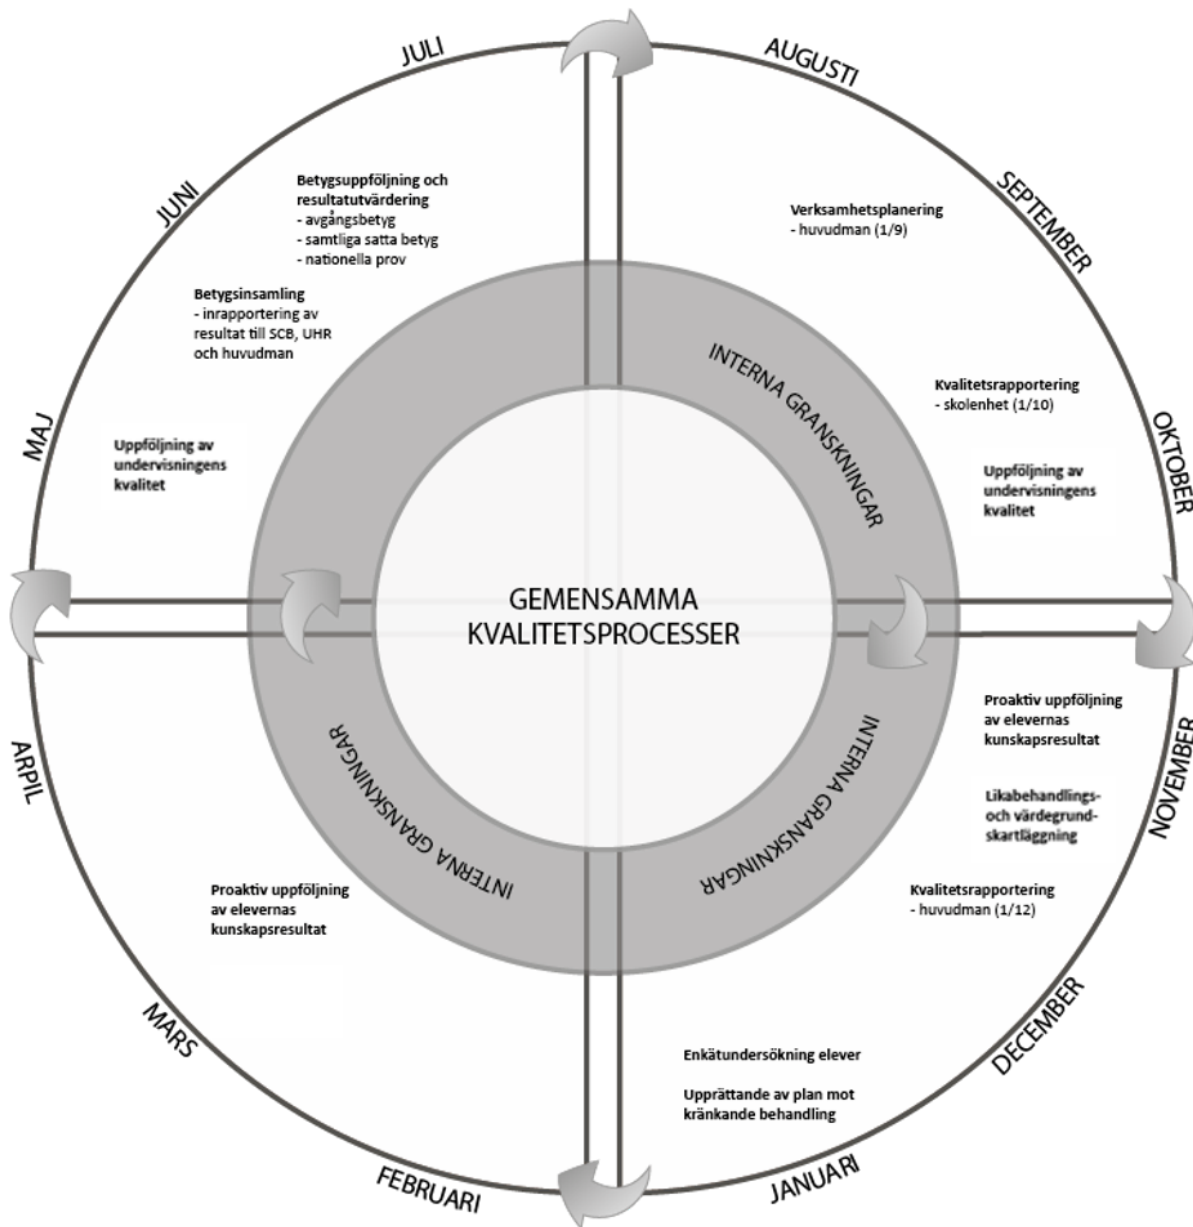 JULI
AUGUSTI
JUNI
SEPTEMBER
Betygsuppföljning och
resultatutvärdering
- avgångsbetyg
- samtliga satta betyg
- nationella prov
Verksamhetsplanering
- huvudman (1/9)
Betygsinsamling
- inrapportering av
resultat till SCB, UHR
och huvudman
INTERNA GRANSKNINGAR
Kvalitetsrapportering
- skolenhet (1/10)
MAJ
OKTOBER
Uppföljning av
undervisningens
kvalitet
Uppföljning av
undervisningens
kvalitet
GEMENSAMMA
KVALITETSPROCESSER
Proaktiv uppföljning
av elevernas
kunskapsresultat
ARPIL
NOVEMBER
INTERNA GRANSKNINGAR
INTERNA GRANSKNINGAR
Likabehandlings-
och värdegrund-
skartläggning
Proaktiv uppföljning
av elevernas
kunskapsresultat
Kvalitetsrapportering
- huvudman (1/12)
MARS
DECEMBER
Enkätundersökning elever
Upprättande av plan mot
kränkande behandling
FEBRUARI
JANUARI